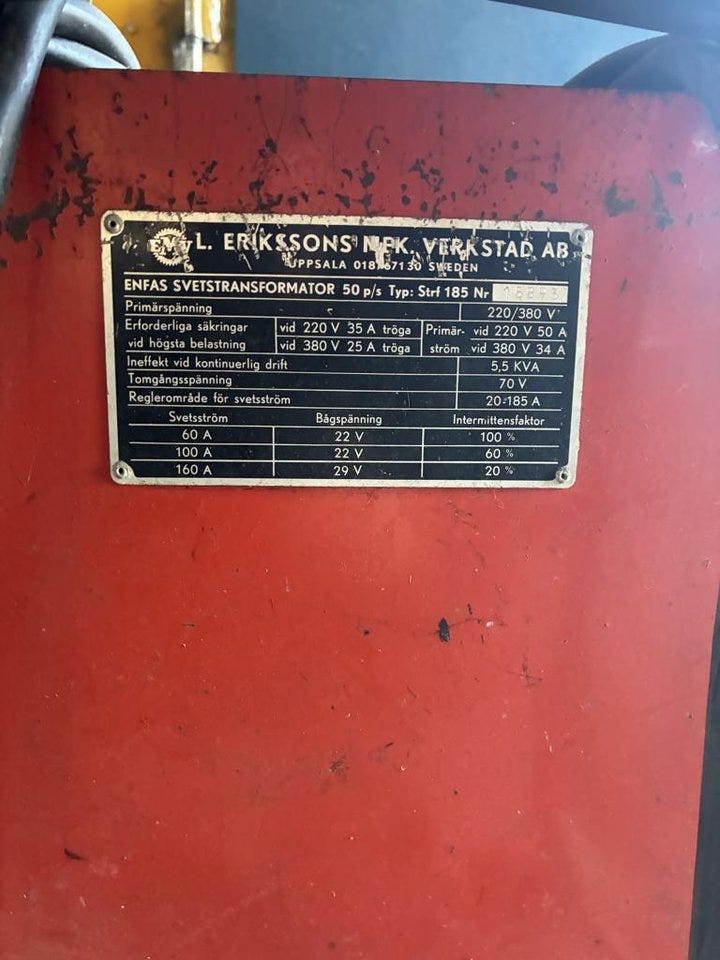 EMV L. ERIKSSONS MEK. VERKSTAD AB
UPPSALA 018/67130 SWEDEN
ENFAS SVETSTRANSFORMATOR 50 p/s Typ: Strf 185 Nr
Primärspänning 220/380 V
Erforderliga säkringar vid 220 V 35 A tröga Primär- vid 220 V 50 A
vid högsta belastning vid 380 V 25 A tröga ström vid 380 V 34 A
Ineffekt vid kontinuerlig drift 5,5 KVA
Tomgångsspänning 70 V
Reglerområde för svetsström 20-185 A
Svetsström Bågspänning Intermittensfaktor
60 A 22 V 100 %
100 A 22 V 60 %
160 A 29 V 20 %